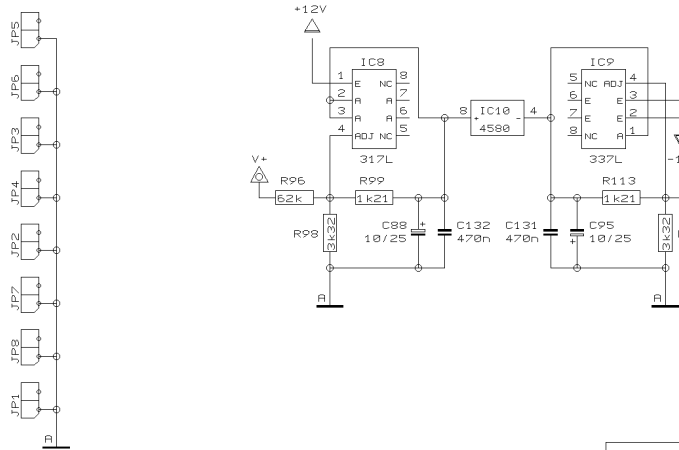 +12V
JP5
IC8
IC9
1 E NC 8
2 A A 7
3 A A 6
4 ADJ NC 5
317L
8 + IC10 - 4
4580
5 NC ADJ 4
6 E E 3
7 E E 2
8 NC A 1
337L
-1
JP6
JP3
JP4
V+
R96
62k
R99
1k21
R113
1k21
R98
3k32
C88
10/25
+
C132
470n
C131
470n
C95
10/25
+
3k32
JP2
JP7
A
A
JP8
JP1
A